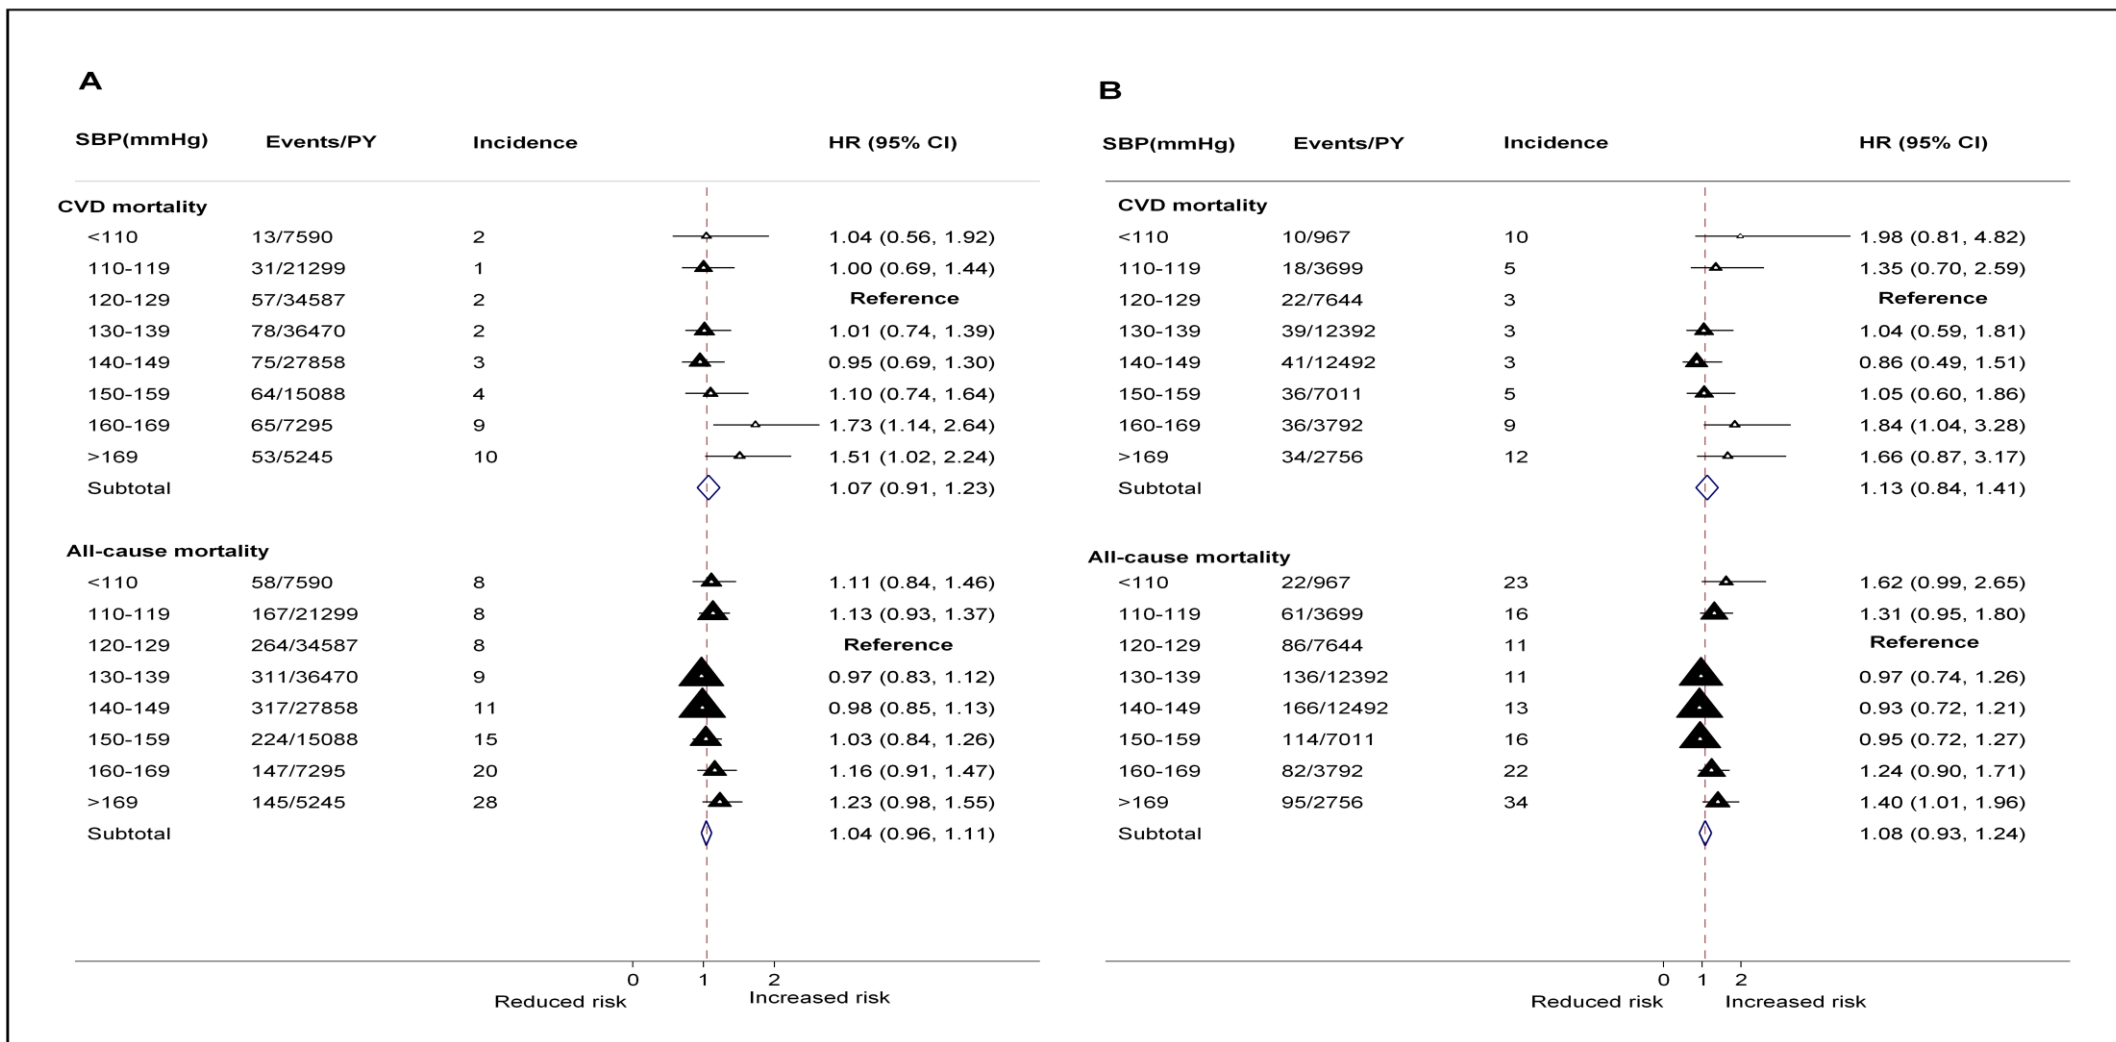 A
SBP(mmHg) Events/PY Incidence HR (95% CI)
CVD mortality
<110 13/7590 2 1.04 (0.56, 1.92)
110-119 31/21299 1 1.00 (0.69, 1.44)
120-129 57/34587 2 Reference
130-139 78/36470 2 1.01 (0.74, 1.39)
140-149 75/27858 3 0.95 (0.69, 1.30)
150-159 64/15088 4 1.10 (0.74, 1.64)
160-169 65/7295 9 1.73 (1.14, 2.64)
>169 53/5245 10 1.51 (1.02, 2.24)
Subtotal 1.07 (0.91, 1.23)
All-cause mortality
<110 58/7590 8 1.11 (0.84, 1.46)
110-119 167/21299 8 1.13 (0.93, 1.37)
120-129 264/34587 8 Reference
130-139 311/36470 9 0.97 (0.83, 1.12)
140-149 317/27858 11 0.98 (0.85, 1.13)
150-159 224/15088 15 1.03 (0.84, 1.26)
160-169 147/7295 20 1.16 (0.91, 1.47)
>169 145/5245 28 1.23 (0.98, 1.55)
Subtotal 1.04 (0.96, 1.11)
0 1 2
Reduced risk Increased risk
B
SBP(mmHg) Events/PY Incidence HR (95% CI)
CVD mortality
<110 10/967 10 1.98 (0.81, 4.82)
110-119 18/3699 5 1.35 (0.70, 2.59)
120-129 22/7644 3 Reference
130-139 39/12392 3 1.04 (0.59, 1.81)
140-149 41/12492 3 0.86 (0.49, 1.51)
150-159 36/7011 5 1.05 (0.60, 1.86)
160-169 36/3792 9 1.84 (1.04, 3.28)
>169 34/2756 12 1.66 (0.87, 3.17)
Subtotal 1.13 (0.84, 1.41)
All-cause mortality
<110 22/967 23 1.62 (0.99, 2.65)
110-119 61/3699 16 1.31 (0.95, 1.80)
120-129 86/7644 11 Reference
130-139 136/12392 11 0.97 (0.74, 1.26)
140-149 166/12492 13 0.93 (0.72, 1.21)
150-159 114/7011 16 0.95 (0.72, 1.27)
160-169 82/3792 22 1.24 (0.90, 1.71)
>169 95/2756 34 1.40 (1.01, 1.96)
Subtotal 1.08 (0.93, 1.24)
0 1 2
Reduced risk Increased risk